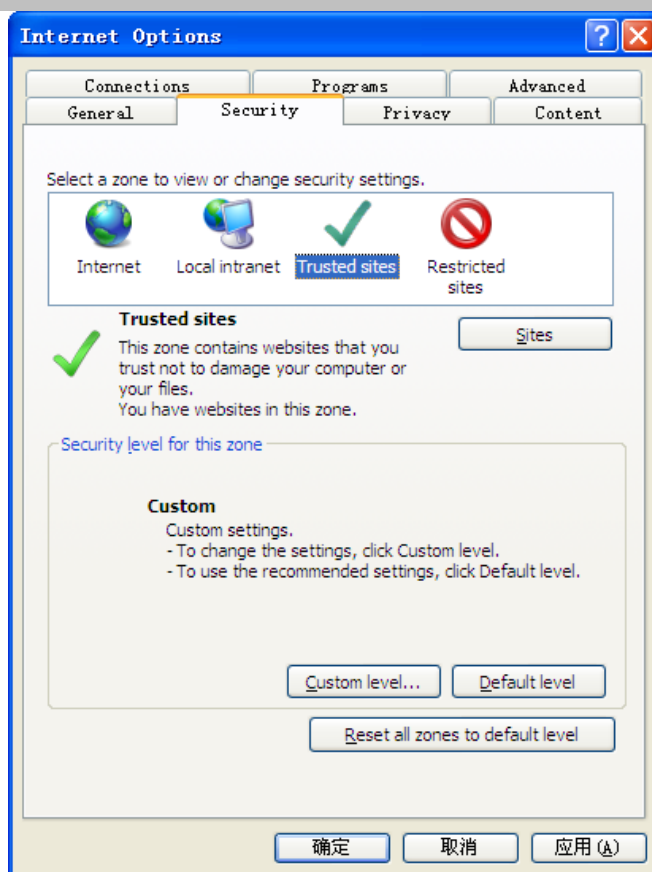 Internet Options
Connections Programs Advanced
General Security Privacy Content
Select a zone to view or change security settings.
Internet Local intranet Trusted sites Restricted sites
Trusted sites
Sites
This zone contains websites that you
trust not to damage your computer or
your files.
You have websites in this zone.
Security level for this zone
Custom
Custom settings.
- To change the settings, click Custom level.
- To use the recommended settings, click Default level.
Custom level... Default level
Reset all zones to default level
确定 取消 应用(A)